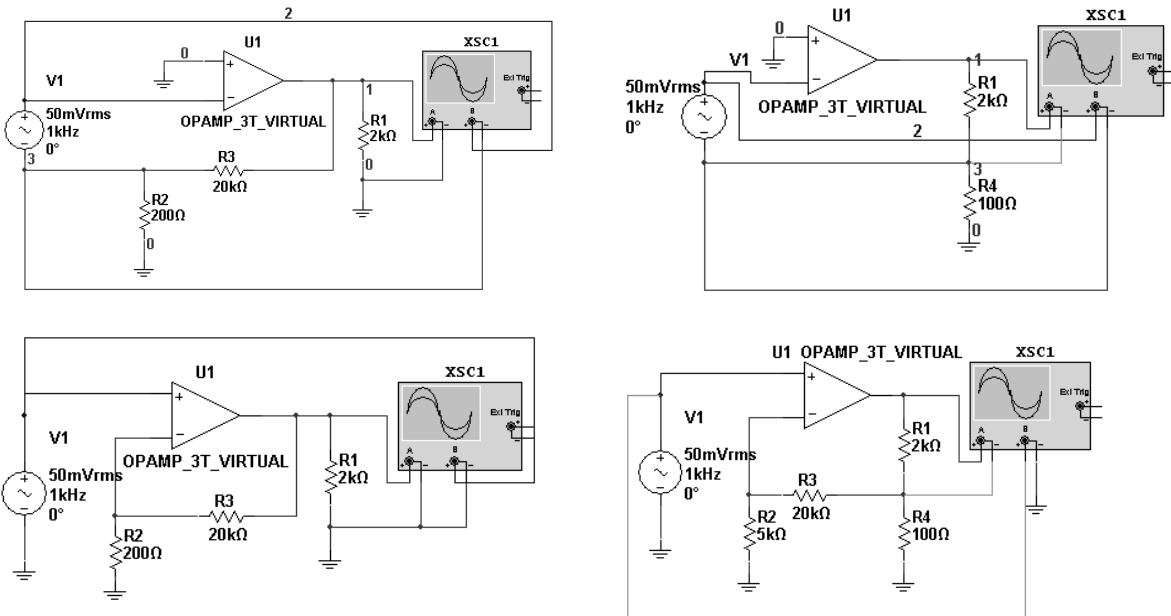 2
U1
XSC1
Ext Trig
0
V1
+
−
50mVrms
1kHz
0°
OPAMP_3T_VIRTUAL
A
B
1
R1
2kΩ
0
3
R3
20kΩ
R2
200Ω
0
U1
XSC1
Ext Trig
0
V1
+
−
1
50mVrms
1kHz
0°
OPAMP_3T_VIRTUAL
R1
2kΩ
A
B
2
3
R4
100Ω
0
U1
XSC1
Ext Trig
V1
+
−
OPAMP_3T_VIRTUAL
A
B
50mVrms
1kHz
0°
R1
2kΩ
R3
20kΩ
R2
200Ω
U1 OPAMP_3T_VIRTUAL
XSC1
Ext Trig
V1
+
−
A
B
R1
2kΩ
50mVrms
1kHz
0°
R3
20kΩ
R2
5kΩ
R4
100Ω